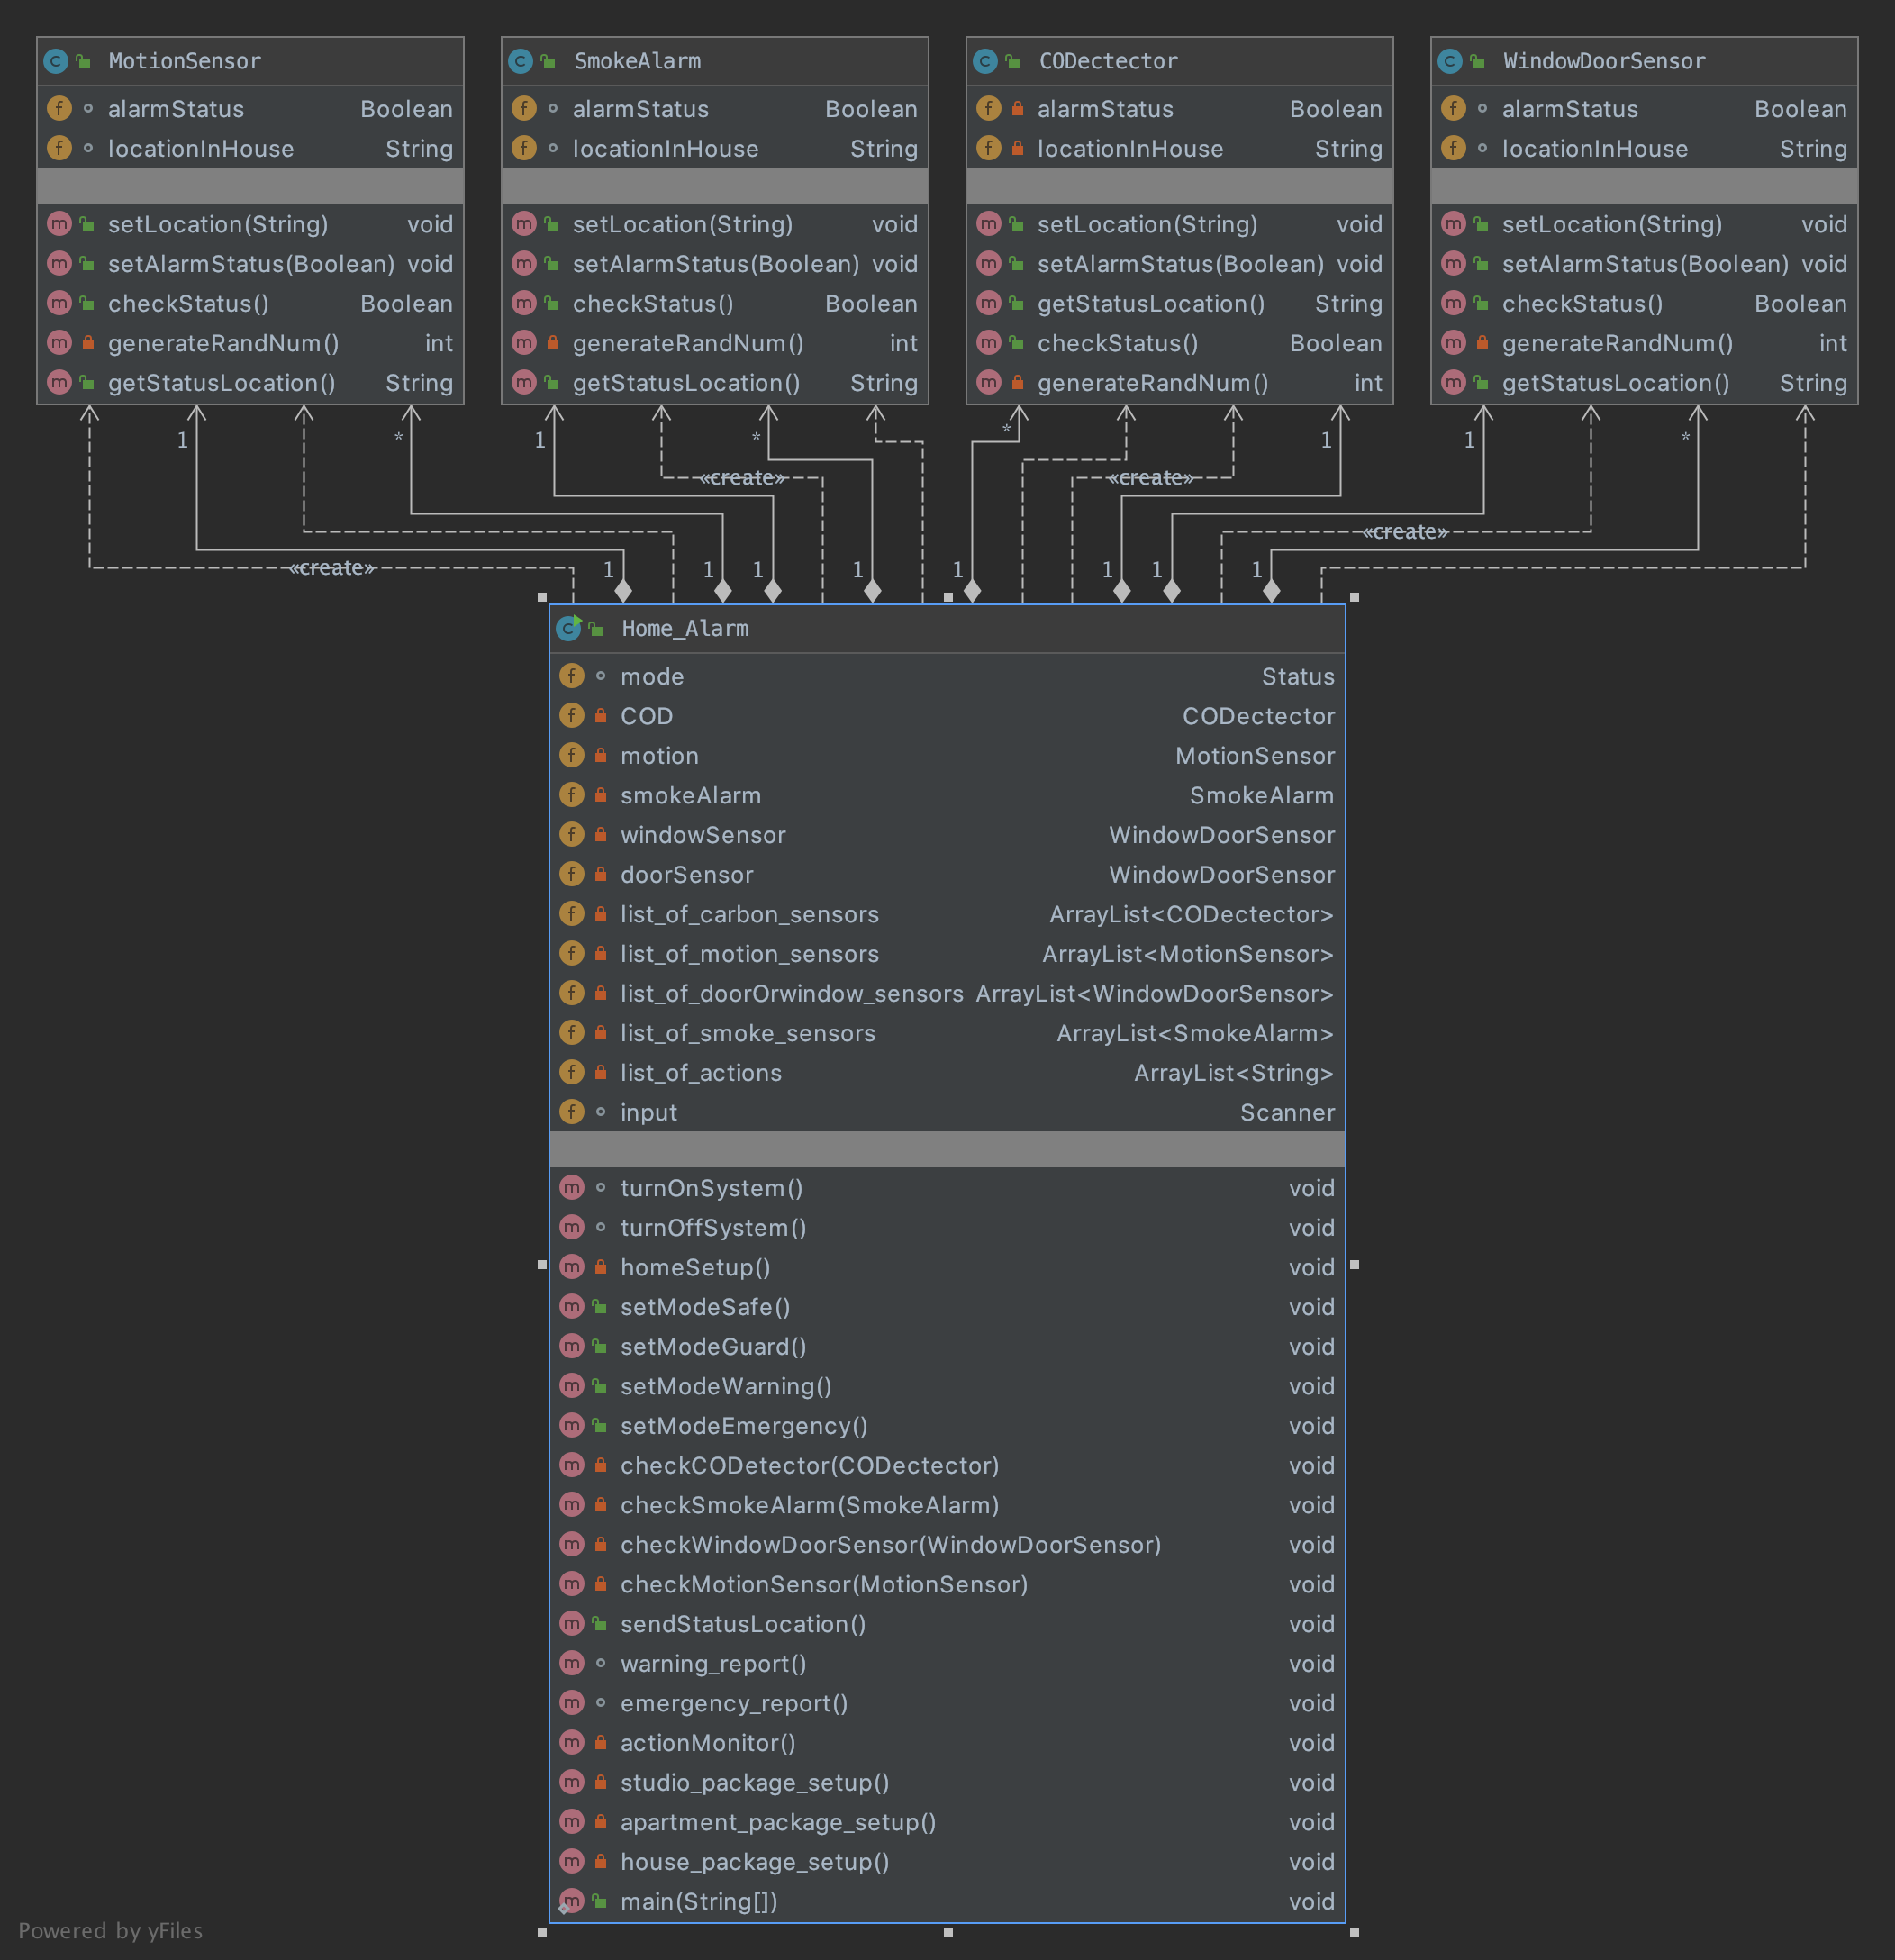 MotionSensor
alarmStatus Boolean
locationInHouse String
setLocation(String) void
setAlarmStatus(Boolean) void
checkStatus() Boolean
generateRandNum() int
getStatusLocation() String
SmokeAlarm
alarmStatus Boolean
locationInHouse String
setLocation(String) void
setAlarmStatus(Boolean) void
checkStatus() Boolean
generateRandNum() int
getStatusLocation() String
CODectector
alarmStatus Boolean
locationInHouse String
setLocation(String) void
setAlarmStatus(Boolean) void
getStatusLocation() String
checkStatus() Boolean
generateRandNum() int
WindowDoorSensor
alarmStatus Boolean
locationInHouse String
setLocation(String) void
setAlarmStatus(Boolean) void
checkStatus() Boolean
generateRandNum() int
getStatusLocation() String
1 * 1 * * 1 1 *
«create» «create»
«create»
«create»
1 1 1 1 1 1 1 1
Home_Alarm
mode Status
COD CODectector
motion MotionSensor
smokeAlarm SmokeAlarm
windowSensor WindowDoorSensor
doorSensor WindowDoorSensor
list_of_carbon_sensors ArrayList<CODectector>
list_of_motion_sensors ArrayList<MotionSensor>
list_of_doorOrwindow_sensors ArrayList<WindowDoorSensor>
list_of_smoke_sensors ArrayList<SmokeAlarm>
list_of_actions ArrayList<String>
input Scanner
turnOnSystem() void
turnOffSystem() void
homeSetup() void
setModeSafe() void
setModeGuard() void
setModeWarning() void
setModeEmergency() void
checkCODetector(CODectector) void
checkSmokeAlarm(SmokeAlarm) void
checkWindowDoorSensor(WindowDoorSensor) void
checkMotionSensor(MotionSensor) void
sendStatusLocation() void
warning_report() void
emergency_report() void
actionMonitor() void
studio_package_setup() void
apartment_package_setup() void
house_package_setup() void
main(String[]) void
Powered by yFiles